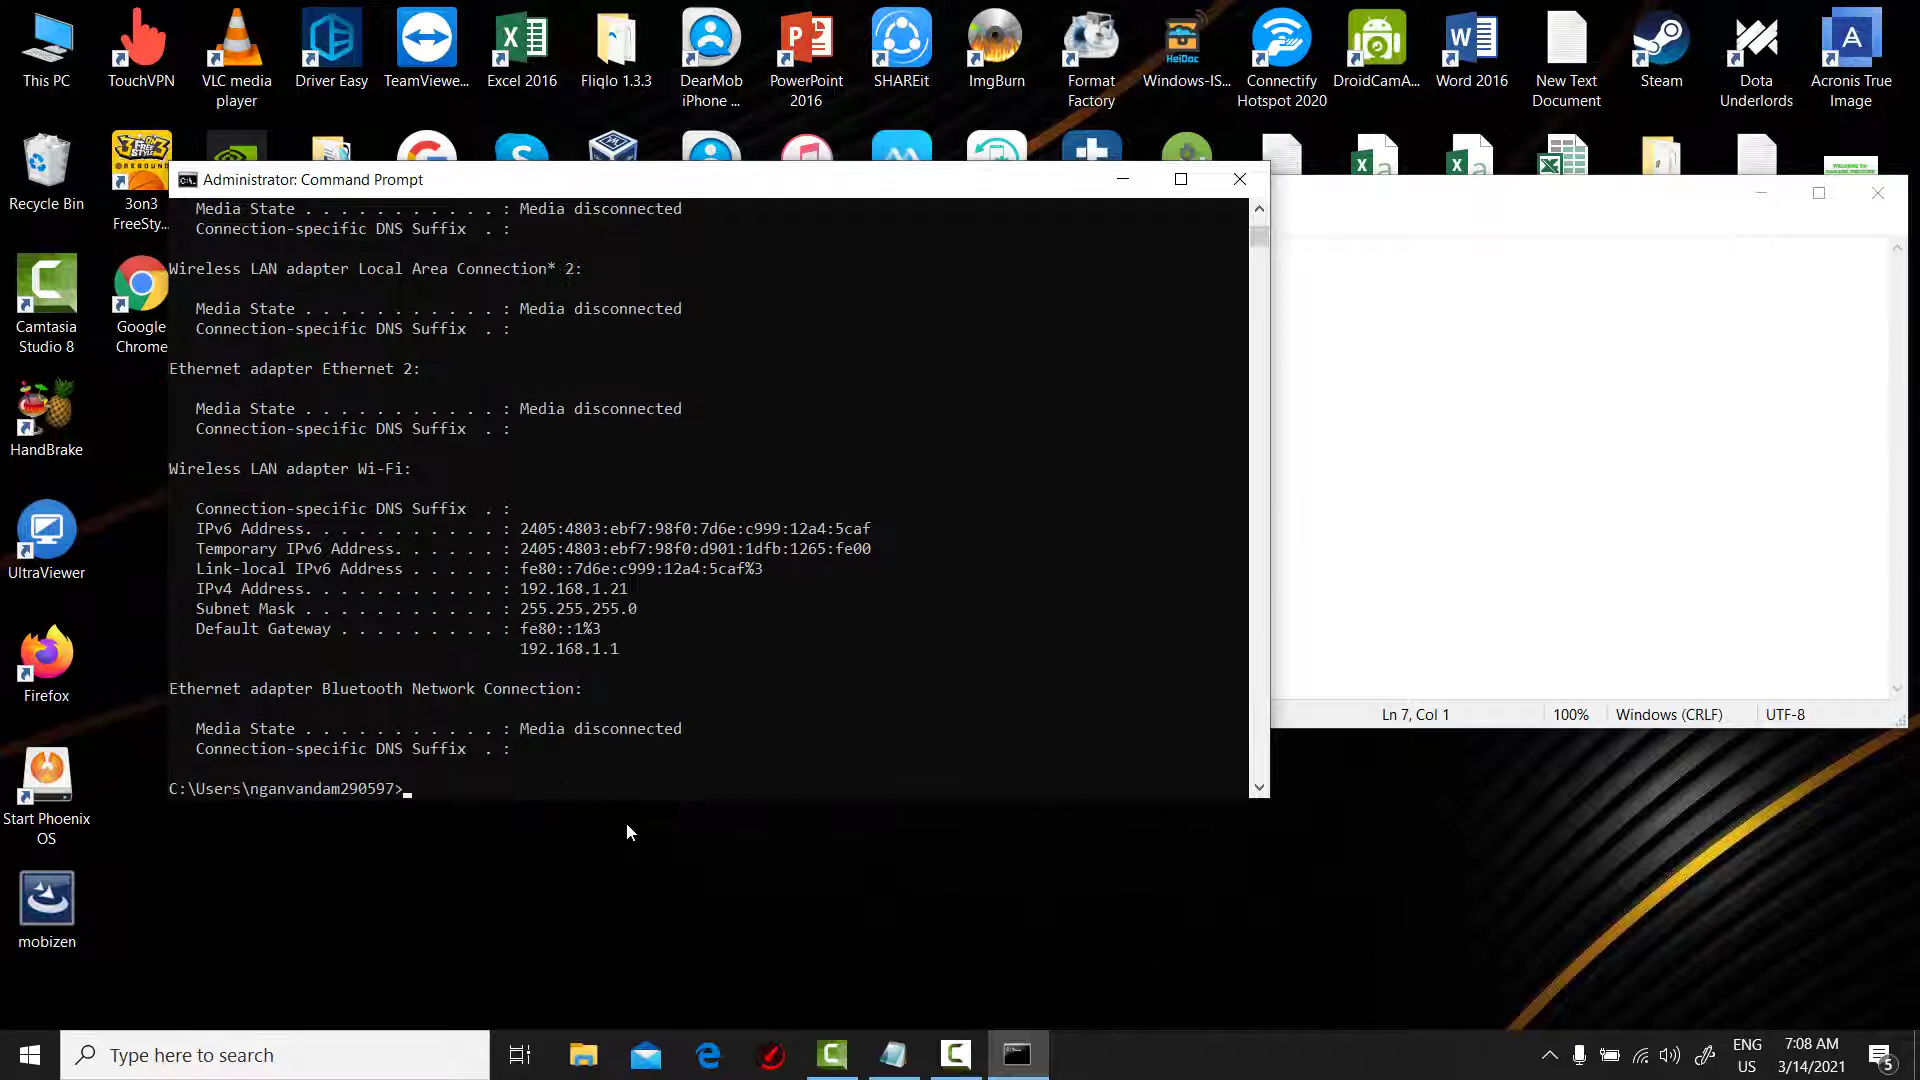 This PC
TouchVPN
VLC media player
Driver Easy
TeamViewe...
Excel 2016
Fliqlo 1.3.3
DearMob iPhone ...
PowerPoint 2016
SHAREit
ImgBurn
Format Factory
HeiDoc
Windows-IS...
Connectify Hotspot 2020
DroidCamA...
Word 2016
New Text Document
Steam
Dota Underlords
Acronis True Image
Recycle Bin
3on3 FreeSty...
Camtasia Studio 8
Google Chrome
HandBrake
UltraViewer
Firefox
Start Phoenix OS
mobizen
Administrator: Command Prompt
Media State . . . . . . . . . . . : Media disconnected
Connection-specific DNS Suffix  . :
Wireless LAN adapter Local Area Connection* 2:
Media State . . . . . . . . . . . : Media disconnected
Connection-specific DNS Suffix  . :
Ethernet adapter Ethernet 2:
Media State . . . . . . . . . . . : Media disconnected
Connection-specific DNS Suffix  . :
Wireless LAN adapter Wi-Fi:
Connection-specific DNS Suffix  . :
IPv6 Address. . . . . . . . . . . : 2405:4803:ebf7:98f0:7d6e:c999:12a4:5caf
Temporary IPv6 Address. . . . . . : 2405:4803:ebf7:98f0:d901:1dfb:1265:fe00
Link-local IPv6 Address . . . . . : fe80::7d6e:c999:12a4:5caf%3
IPv4 Address. . . . . . . . . . . : 192.168.1.21
Subnet Mask . . . . . . . . . . . : 255.255.255.0
Default Gateway . . . . . . . . . : fe80::1%3
192.168.1.1
Ethernet adapter Bluetooth Network Connection:
Media State . . . . . . . . . . . : Media disconnected
Connection-specific DNS Suffix  . :
C:\Users\nganvandam290597>
Ln 7, Col 1
100%
Windows (CRLF)
UTF-8
Type here to search
ENG
US
7:08 AM
3/14/2021
5